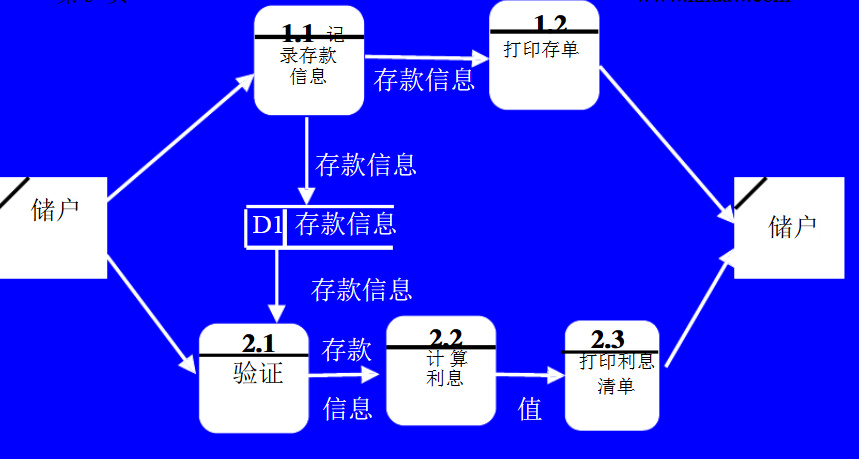 1.1 记
录存款
信息
存款信息
1.2
打印存单
存款信息
储户
D1 存款信息
储户
存款信息
2.1
验证
存款
信息
2.2
计 算
利息
值
2.3
打印利息
清单